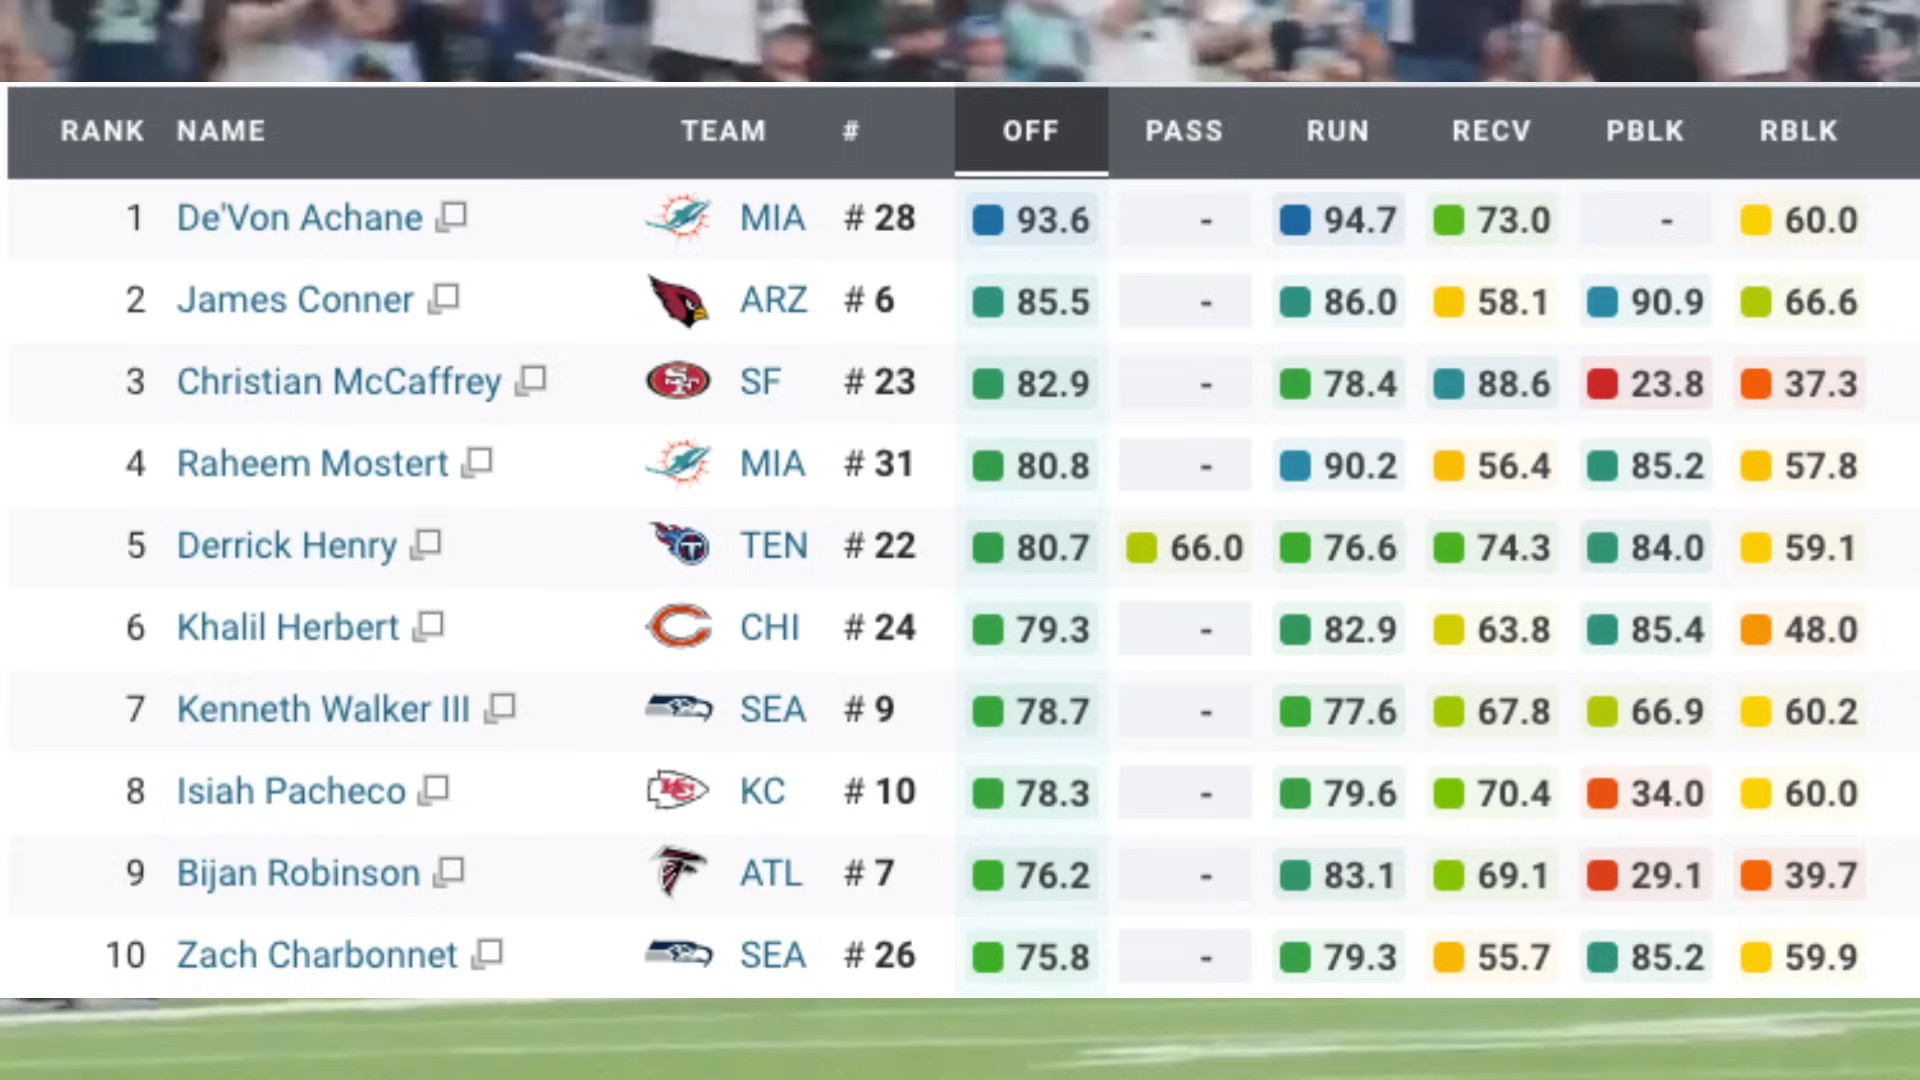 RANK NAME TEAM # OFF PASS RUN RECV PBLK RBLK
1 De'Von Achane MIA # 28 93.6 - 94.7 73.0 - 60.0
2 James Conner ARZ # 6 85.5 - 86.0 58.1 90.9 66.6
3 Christian McCaffrey SF # 23 82.9 - 78.4 88.6 23.8 37.3
4 Raheem Mostert MIA # 31 80.8 - 90.2 56.4 85.2 57.8
5 Derrick Henry TEN # 22 80.7 66.0 76.6 74.3 84.0 59.1
6 Khalil Herbert CHI # 24 79.3 - 82.9 63.8 85.4 48.0
7 Kenneth Walker III SEA # 9 78.7 - 77.6 67.8 66.9 60.2
8 Isiah Pacheco KC # 10 78.3 - 79.6 70.4 34.0 60.0
9 Bijan Robinson ATL # 7 76.2 - 83.1 69.1 29.1 39.7
10 Zach Charbonnet SEA # 26 75.8 - 79.3 55.7 85.2 59.9